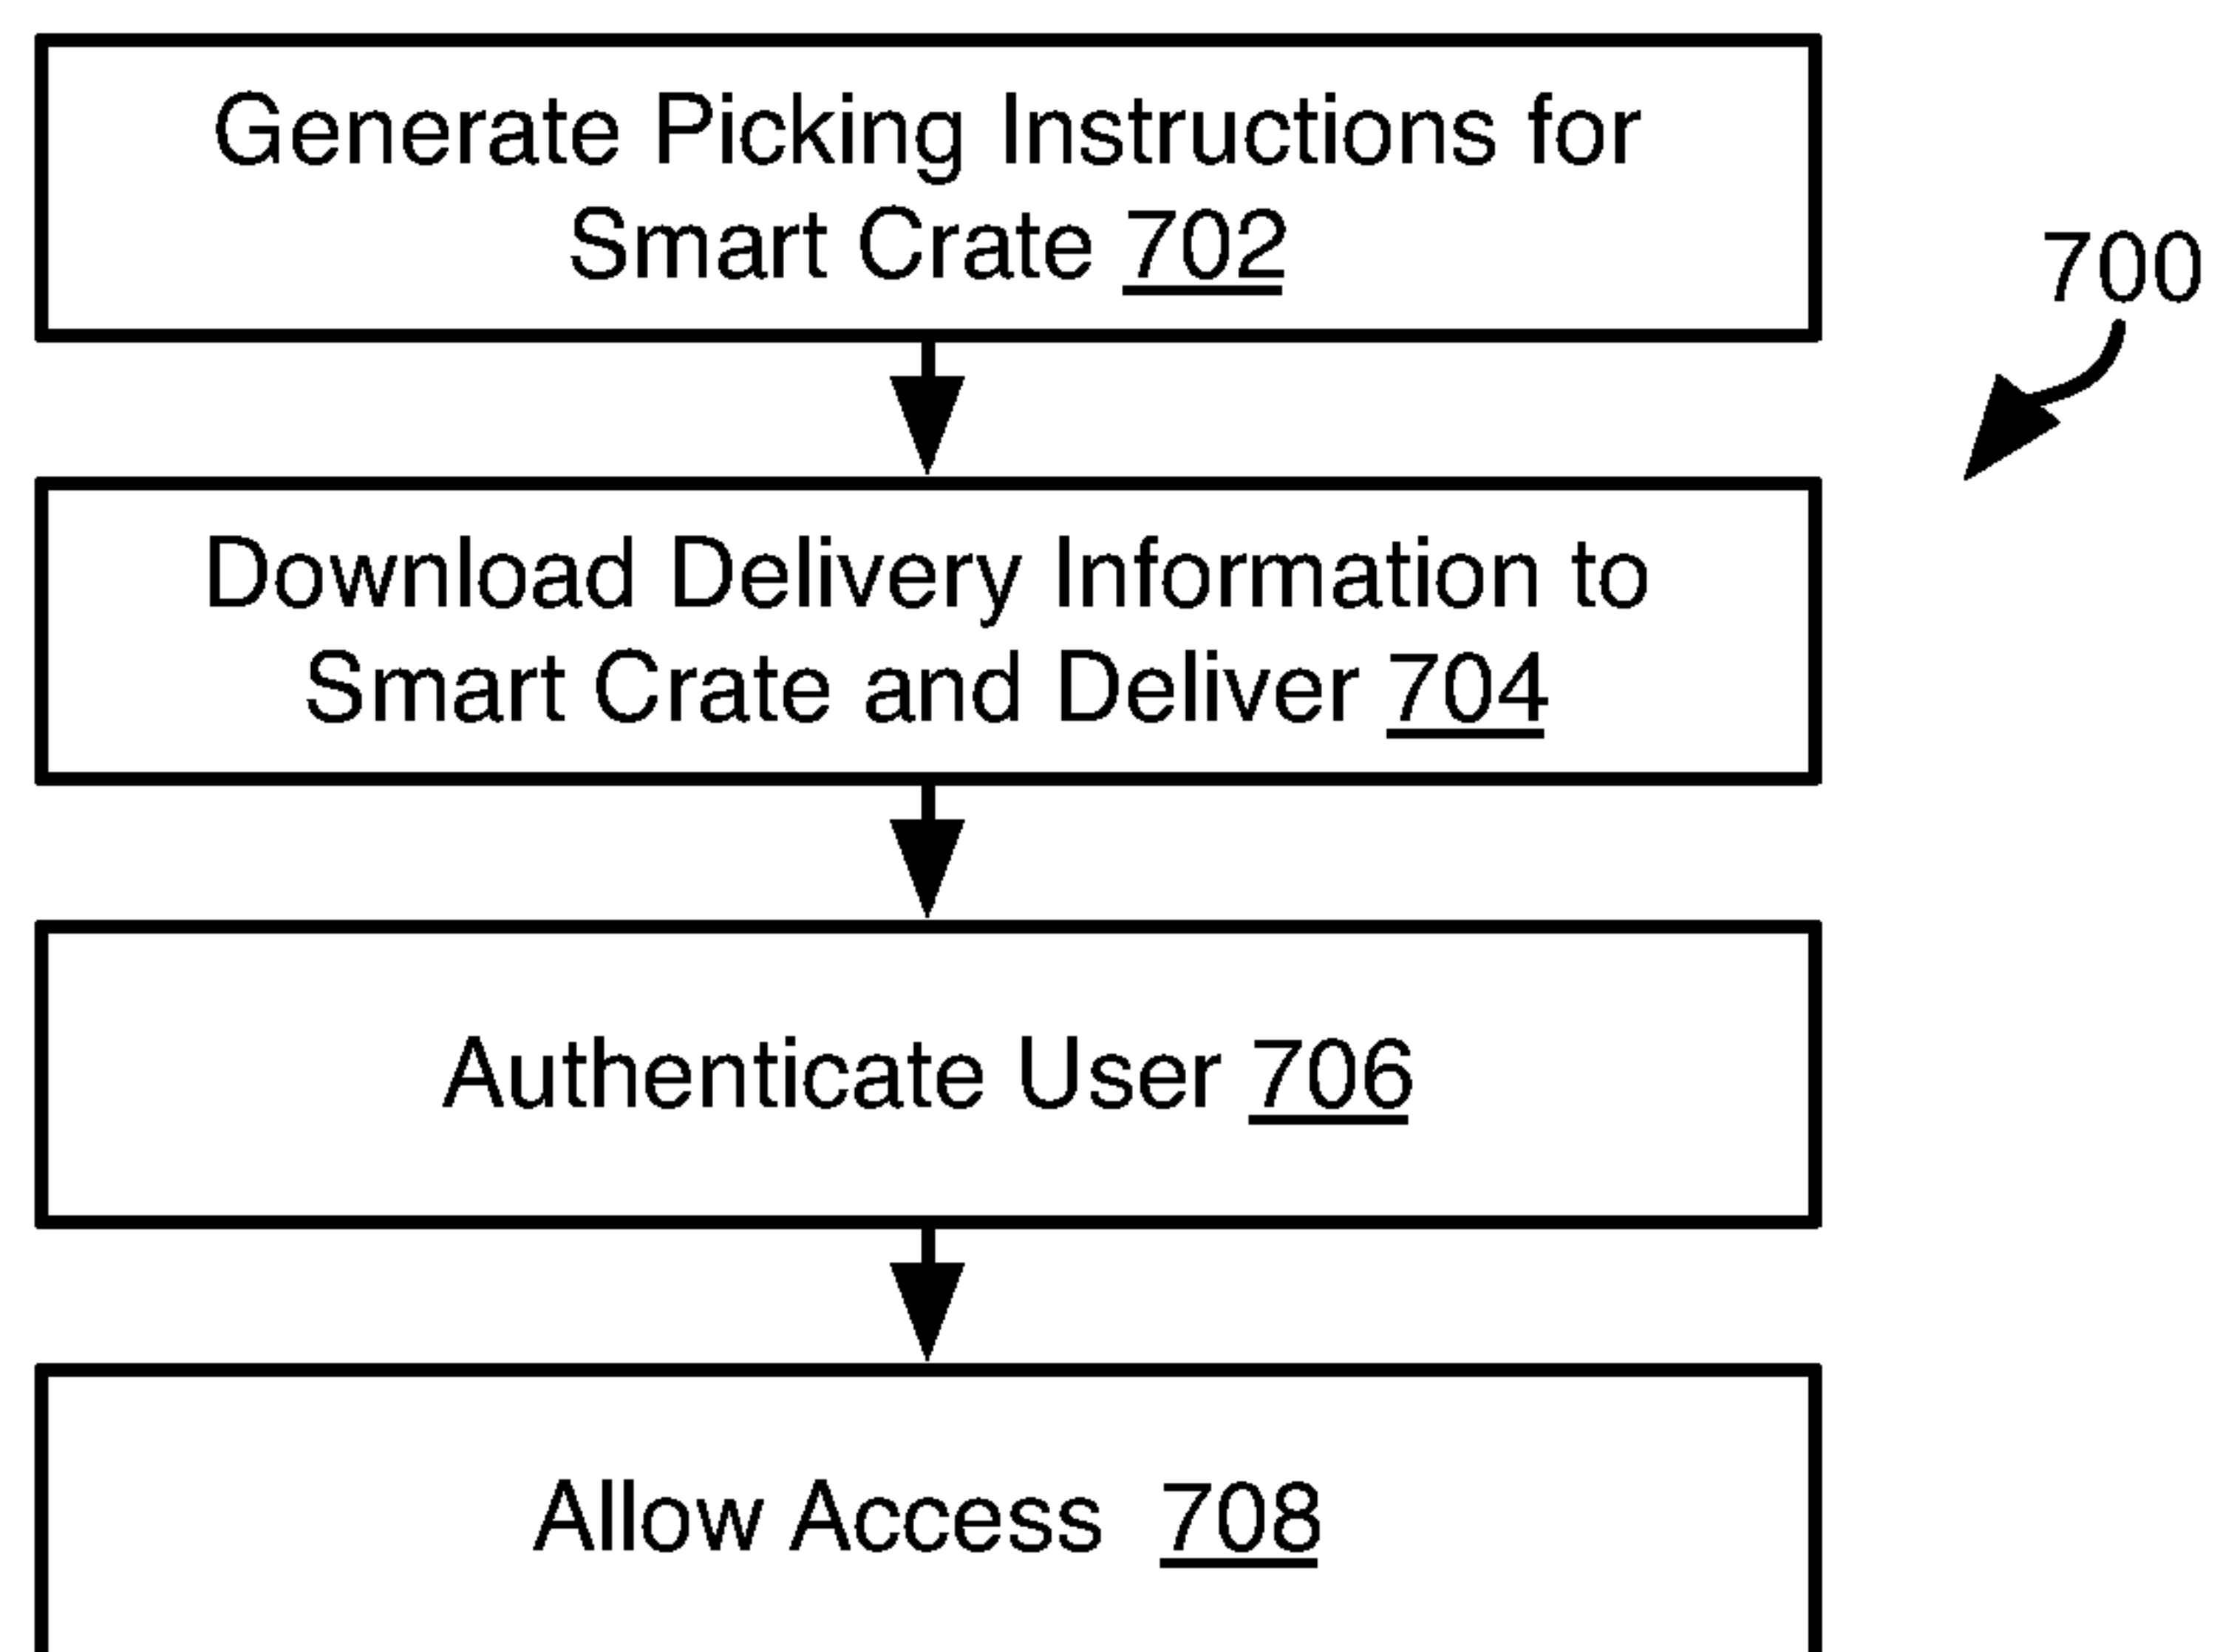 Generate Picking Instructions for
Smart Crate 702
700
Download Delivery Information to
Smart Crate and Deliver 704
Authenticate User 706
Allow Access 708